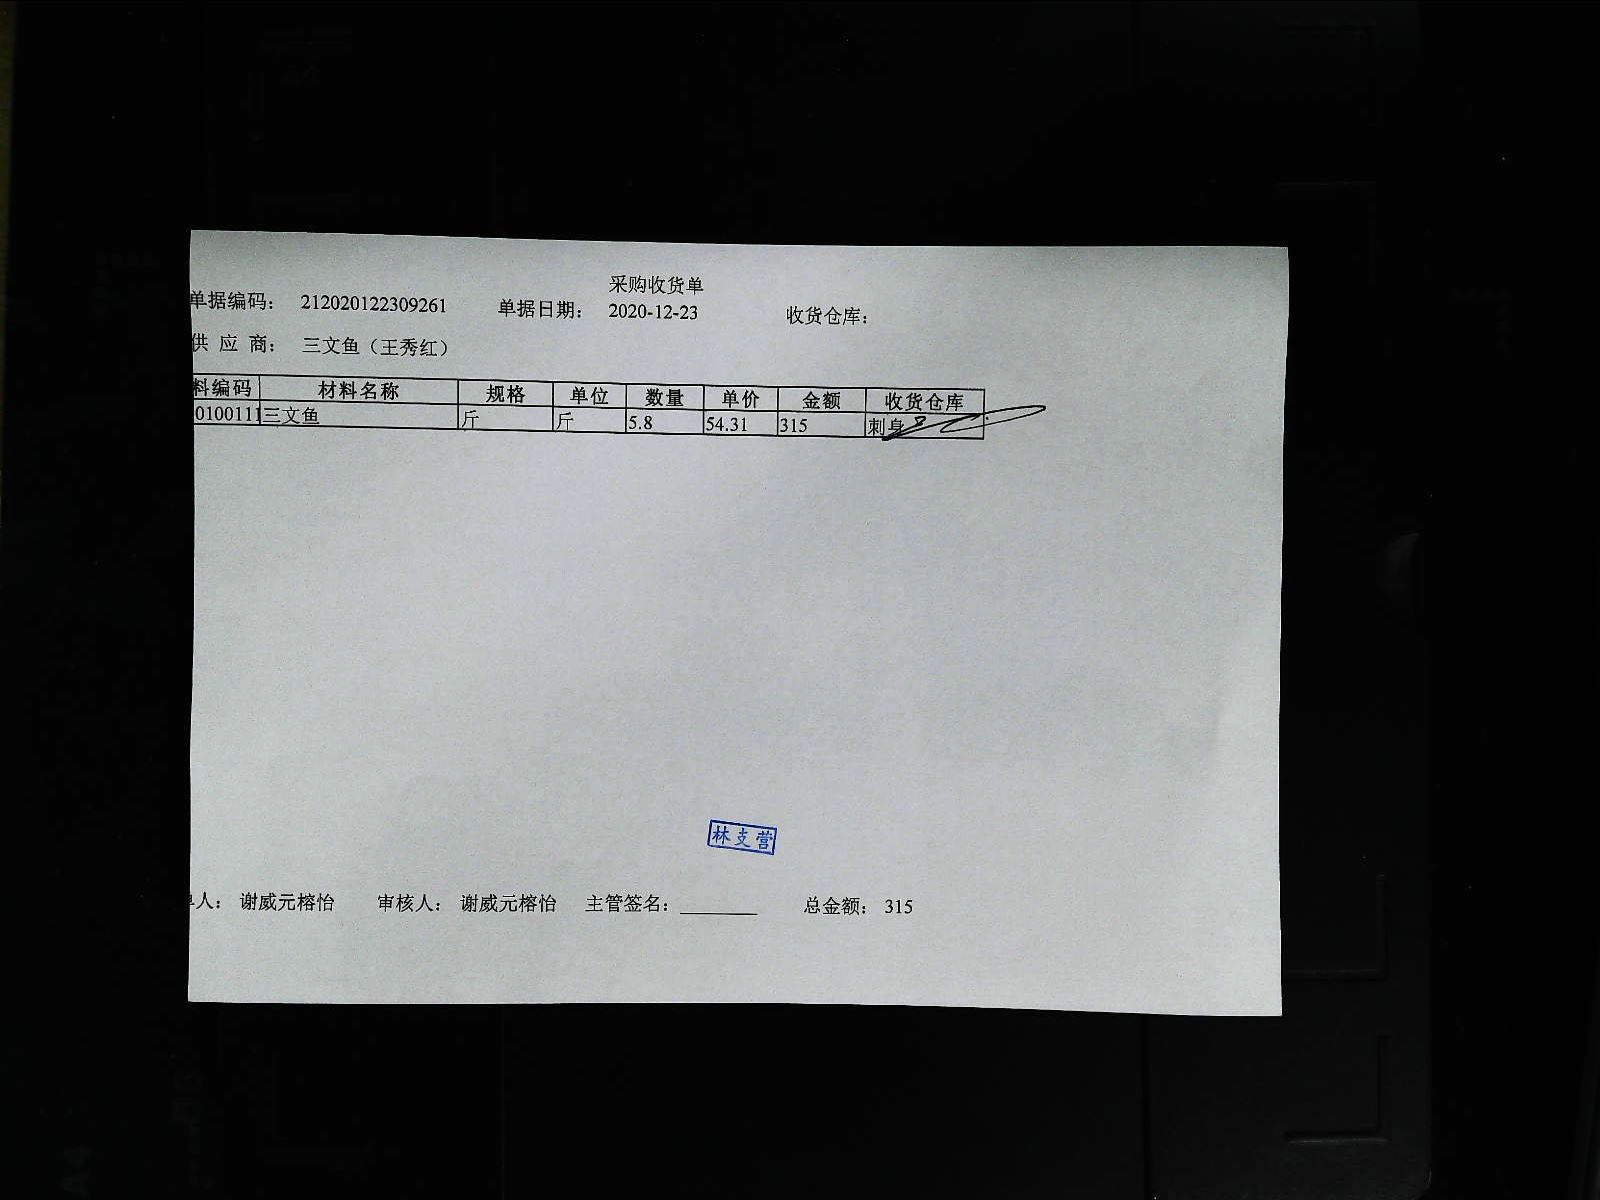 采购收货单
单据编码: 212020122309261 单据日期: 2020-12-23 收货仓库:
供 应 商: 三文鱼（王秀红）
料编码 材料名称 规格 单位 数量 单价 金额 收货仓库
0100111 三文鱼 斤 斤 5.8 54.31 315 刺身
林支营
人: 谢威元榕怡 审核人: 谢威元榕怡 主管签名: ________ 总金额: 315